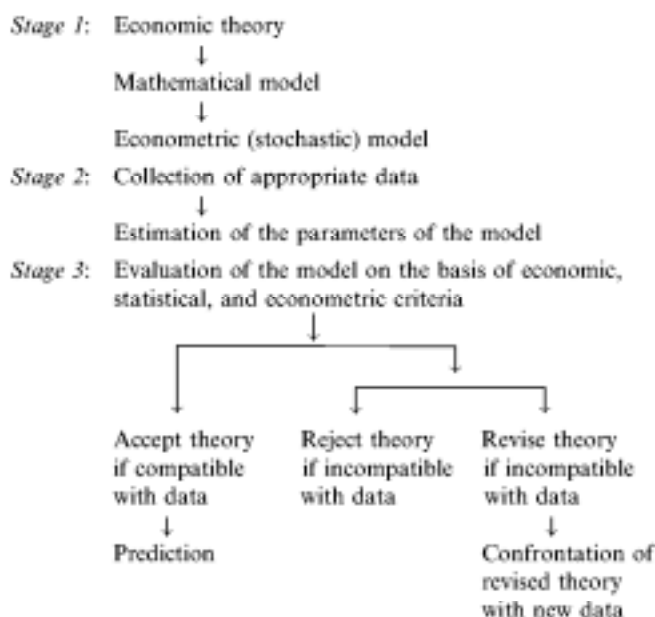 Stage 1: Economic theory
Mathematical model
Econometric (stochastic) model
Stage 2: Collection of appropriate data
Estimation of the parameters of the model
Stage 3: Evaluation of the model on the basis of economic,
statistical, and econometric criteria
Accept theory
if compatible
with data
Prediction
Reject theory
if incompatible
with data
Revise theory
if incompatible
with data
Confrontation of
revised theory
with new data